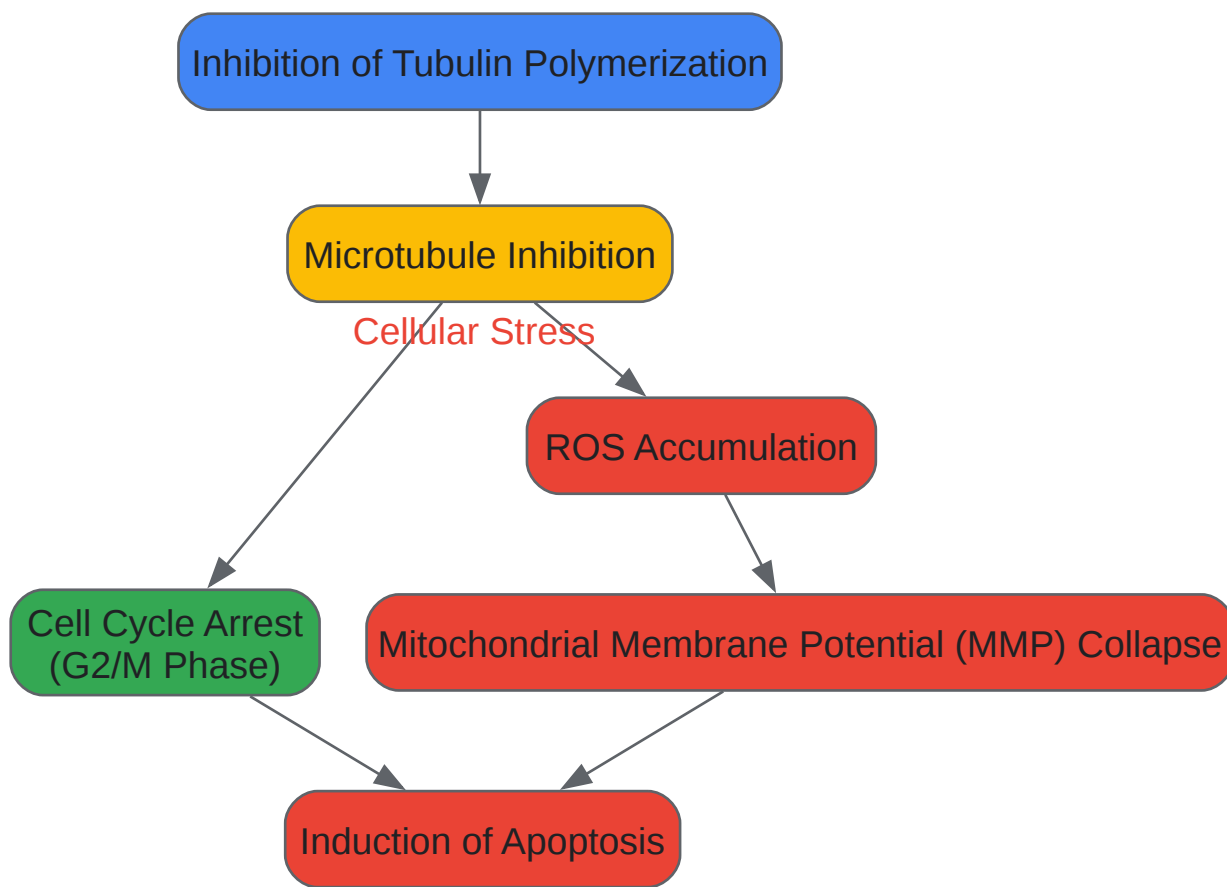 Inhibition of Tubulin Polymerization
Microtubule Inhibition
Cellular Stress
ROS Accumulation
Cell Cycle Arrest
(G2/M Phase)
Mitochondrial Membrane Potential (MMP) Collapse
Induction of Apoptosis